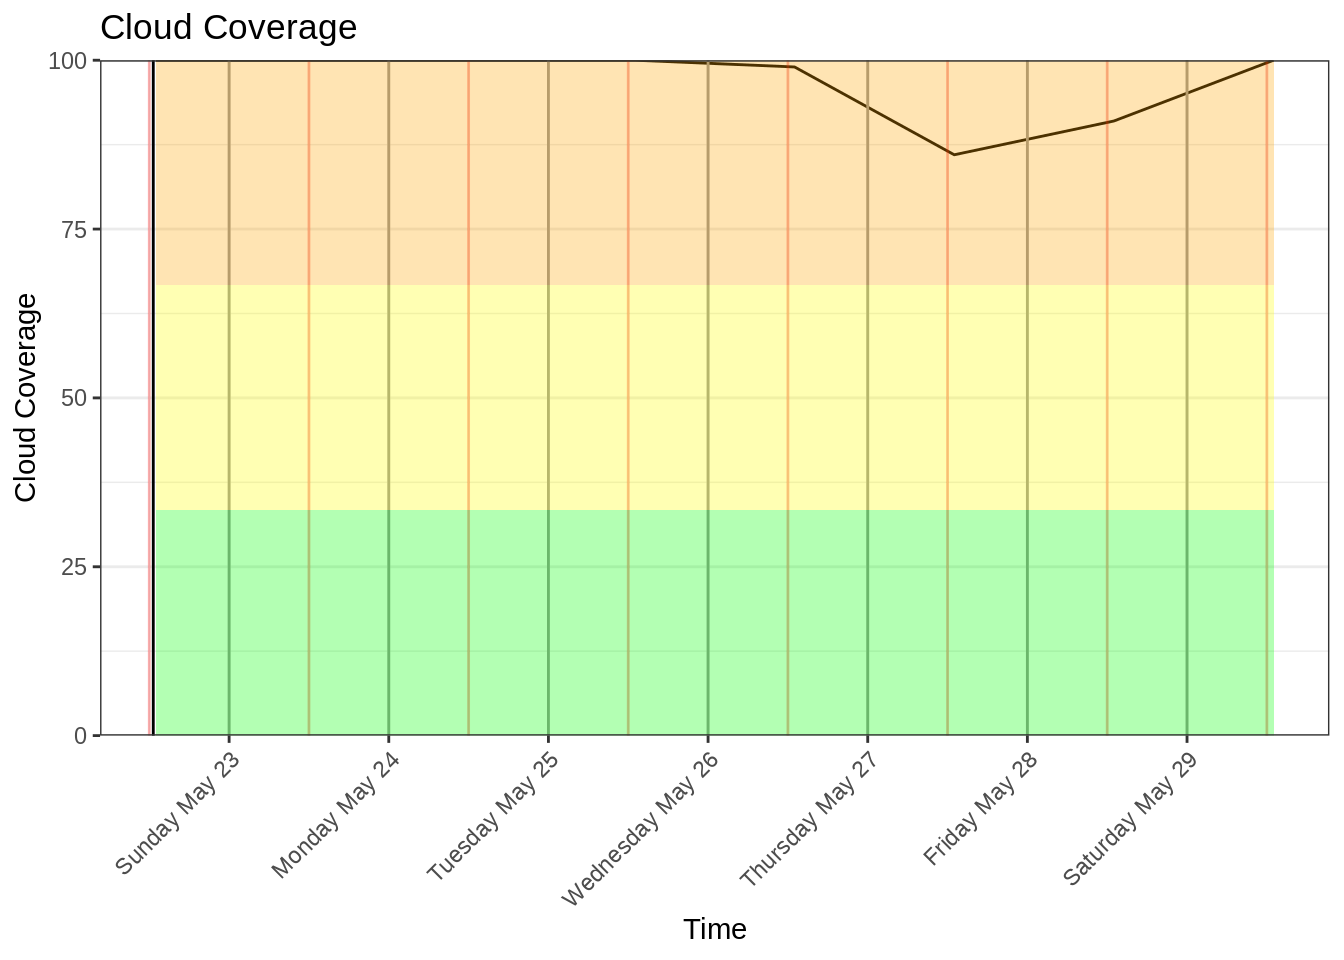 Cloud Coverage
100
75
50
25
0
Cloud Coverage
Sunday May 23
Monday May 24
Tuesday May 25
Wednesday May 26
Thursday May 27
Friday May 28
Saturday May 29
Time